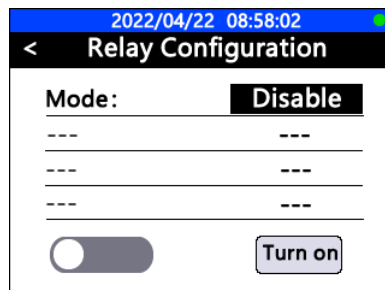 2022/04/22 08:58:02
< Relay Configuration
Mode: Disable
--- ---
--- ---
--- ---
Turn on